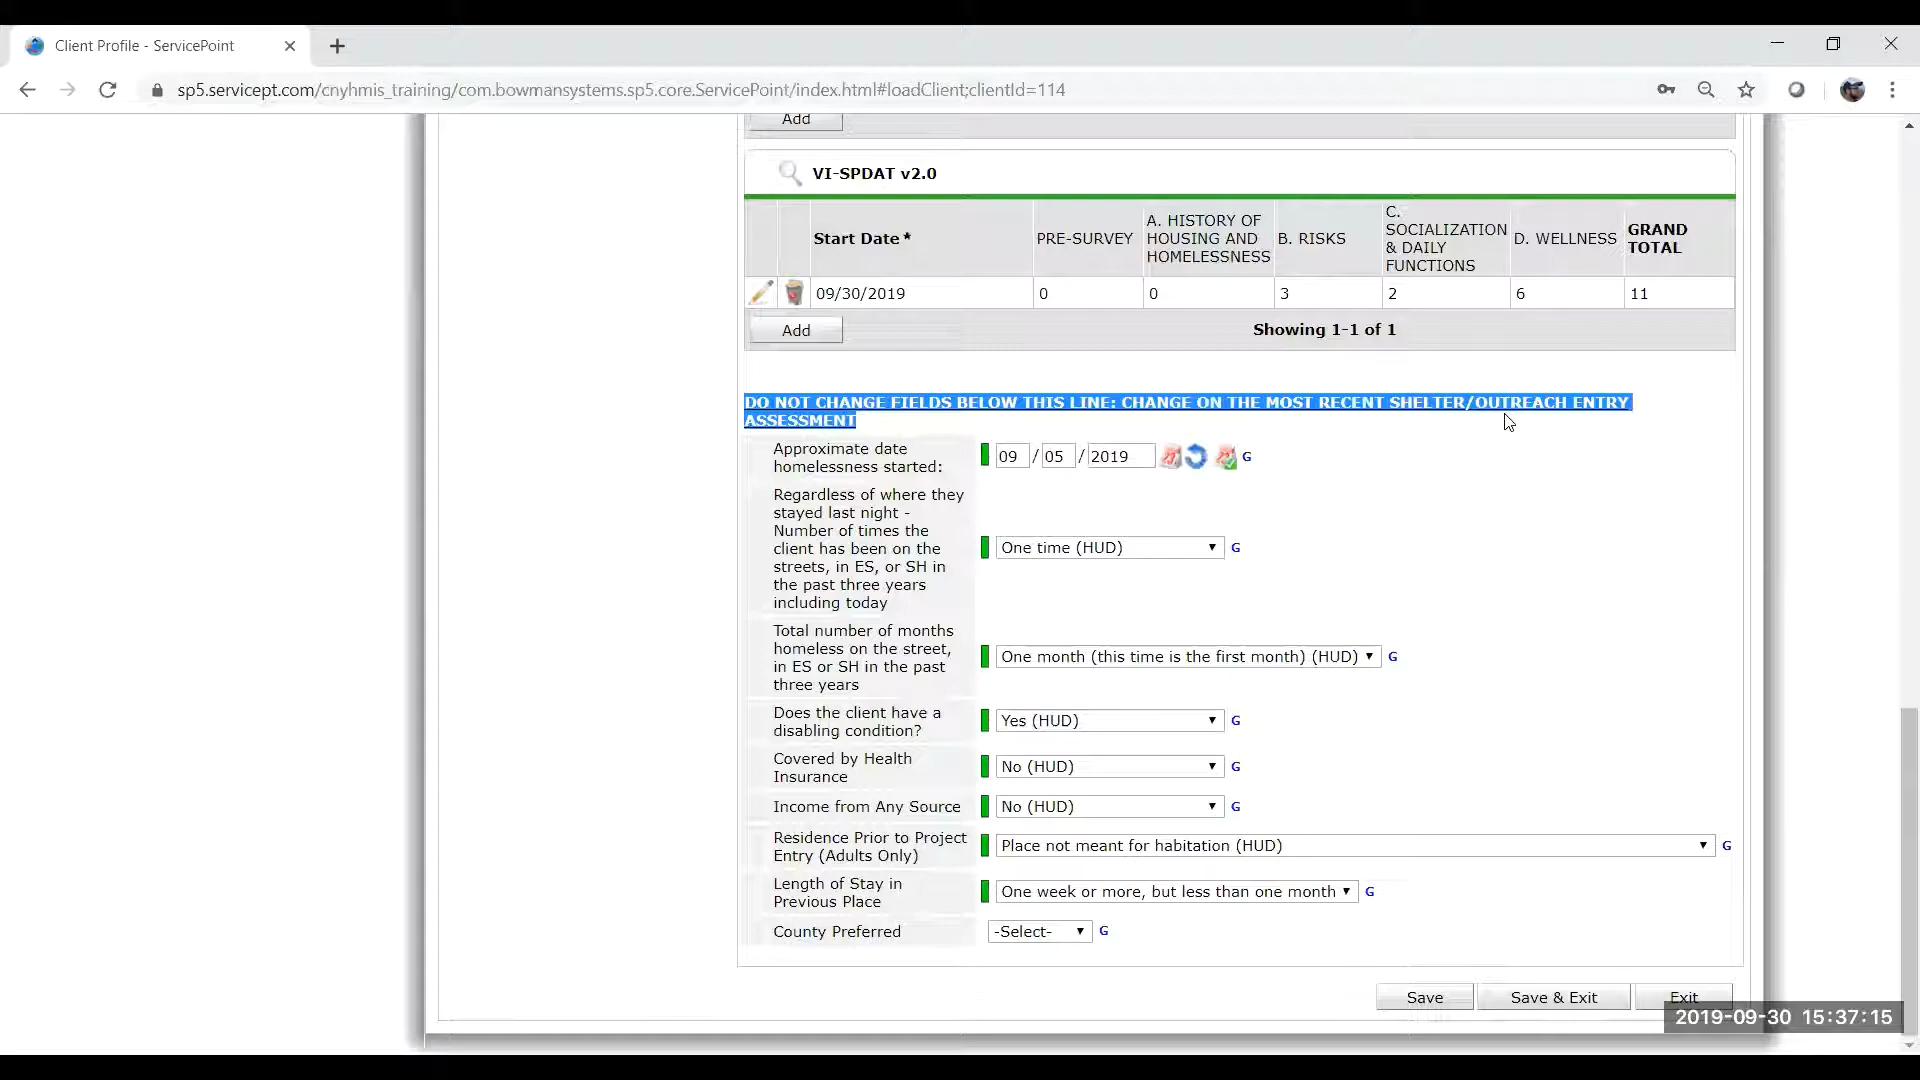 Client Profile - ServicePoint
sp5.servicept.com/cnyhmis_training/com.bowmansystems.sp5.core.ServicePoint/index.html#loadClient;clientId=114
Add
VI-SPDAT v2.0
Start Date *
PRE-SURVEY
A. HISTORY OF
HOUSING AND
HOMELESSNESS
B. RISKS
C.
SOCIALIZATION
& DAILY
FUNCTIONS
D. WELLNESS
GRAND
TOTAL
09/30/2019 0 0 3 2 6 11
Add
Showing 1-1 of 1
DO NOT CHANGE FIELDS BELOW THIS LINE: CHANGE ON THE MOST RECENT SHELTER/OUTREACH ENTRY
ASSESSMENT
Approximate date
homelessness started:
09 / 05 / 2019 G
Regardless of where they
stayed last night -
Number of times the
client has been on the
streets, in ES, or SH in
the past three years
including today
One time (HUD) G
Total number of months
homeless on the street,
in ES or SH in the past
three years
One month (this time is the first month) (HUD) G
Does the client have a
disabling condition?
Yes (HUD) G
Covered by Health
Insurance
No (HUD) G
Income from Any Source
No (HUD) G
Residence Prior to Project
Entry (Adults Only)
Place not meant for habitation (HUD) G
Length of Stay in
Previous Place
One week or more, but less than one month G
County Preferred
-Select- G
Save
Save & Exit
Exit
2019-09-30 15:37:15